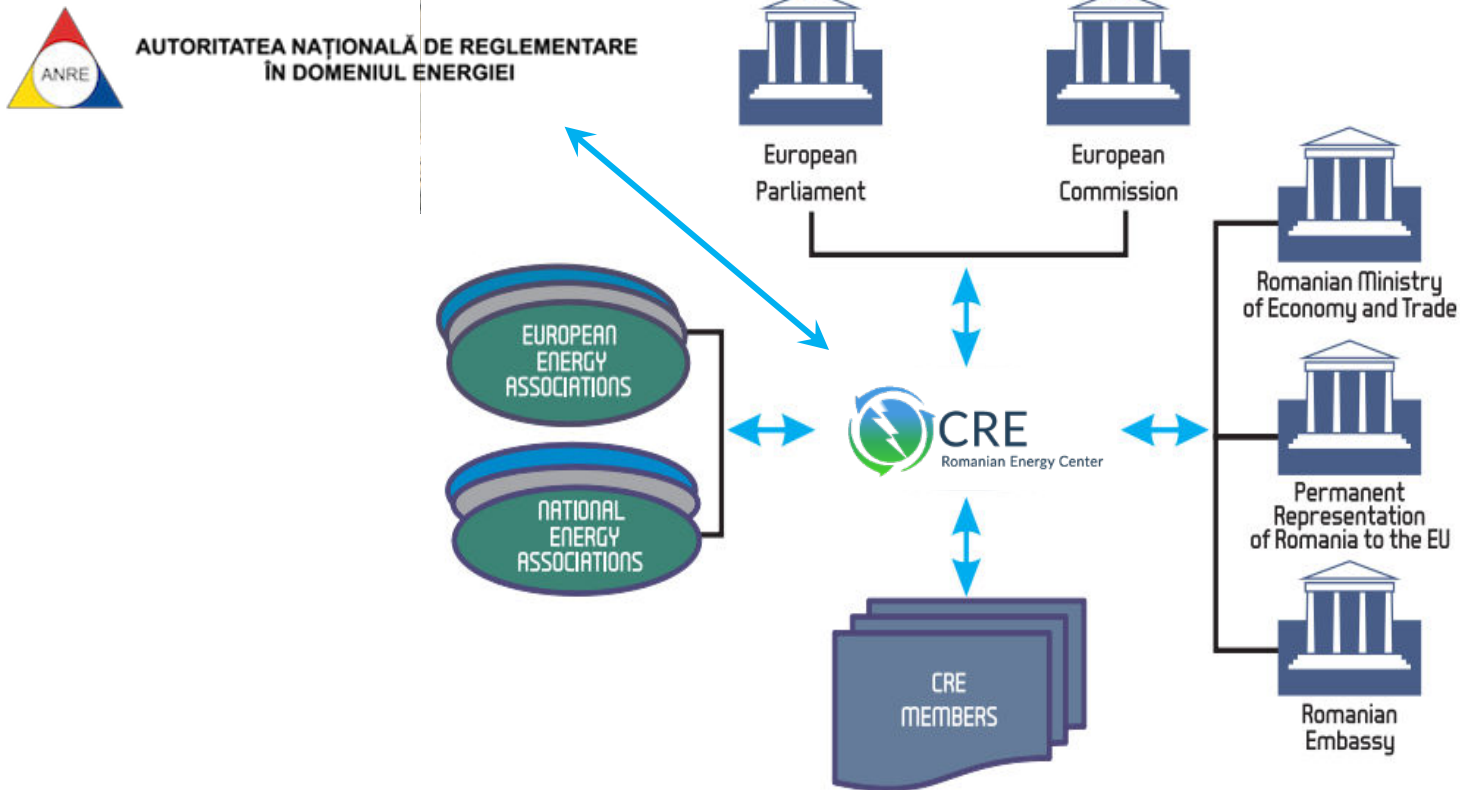 ANRE
AUTORITATEA NAȚIONALĂ DE REGLEMENTARE
ÎN DOMENIUL ENERGIEI
European
Parliament
European
Commission
Romanian Ministry
of Economy and Trade
EUROPEAN
ENERGY
ASSOCIATIONS
CRE
Romanian Energy Center
Permanent
Representation
of Romania to the EU
NATIONAL
ENERGY
ASSOCIATIONS
CRE
MEMBERS
Romanian
Embassy